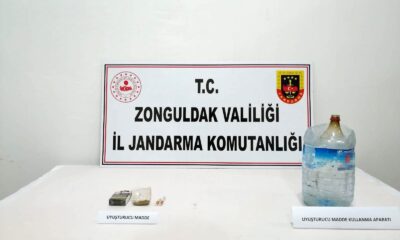 T.C.
ZONGULDAK VALİLİĞİ
İL JANDARMA KOMUTANLIĞI
UYUŞTURUCU MADDE
UYUŞTURUCU MADDE KULLANMA APARATI